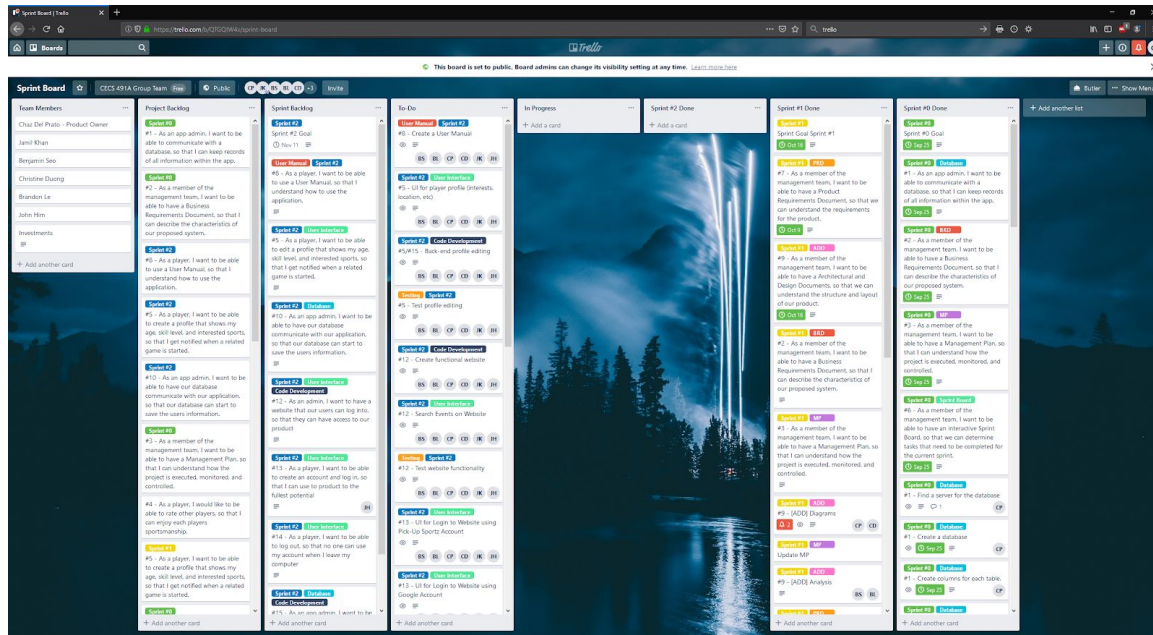 Sprint Board | Trello
https://trello.com/b/QTGQIW4s/sprint-board
trello
Boards
Trello
This board is set to public. Board admins can change its visibility setting at any time. Learn more here
Sprint Board
CECS 491A Group Team Free
Public
CP JK BS BL CD +3
Invite
Butler
Show Menu
Team Members
Chaz Del Prato - Product Owner
Jamil Khan
Benjamin Seo
Christine Duong
Brandon Le
John Him
Investments
+ Add another card
Project Backlog
Sprint #0
#1 - As an app admin, I want to be
able to communicate with a
database, so that I can keep records
of all information within the app.
Sprint #0
#2 - As a member of the
management team, I want to be
able to have a Business
Requirements Document, so that I
can describe the characteristics of
our proposed system.
Sprint #2
#8 - As a player, I want to be able
to use a User Manual, so that I
understand how to use the
application.
Sprint #2
#5 - As a player, I want to be able
to create a profile that shows my
age, skill level, and interested sports,
so that I get notified when a related
game is started.
Sprint #2
#10 - As an app admin, I want to be
able to have our database
communicate with our application,
so that our database can start to
save the users information.
Sprint #0
#3 - As a member of the
management team, I want to be
able to have a Management Plan, so
that I can understand how the
project is executed, monitored, and
controlled.
#4 - As a player, I would like to be
able to rate other players, so that I
can enjoy each players
sportsmanship.
Sprint #1
#5 - As a player, I want to be able
to create a profile that shows my
age, skill level, and interested sports,
so that I get notified when a related
game is started.
Sprint #0
+ Add another card
Sprint Backlog
Sprint #2
Sprint #2 Goal
Nov 11
User Manual Sprint #2
#8 - As a player, I want to be able
to use a User Manual, so that I
understand how to use the
application.
Sprint #2 User Interface
#5 - As a player, I want to be able
to edit a profile that shows my age,
skill level, and interested sports, so
that I get notified when a related
game is started.
Sprint #2 Database
#10 - As an app admin, I want to be
able to have our database
communicate with our application,
so that our database can start to
save the users information.
Sprint #2 User Interface
Code Development
#12 - As an admin, I want to have a
website that our users can log into,
so that they can have access to our
product
Sprint #2 User Interface
#13 - As a player, I want to be able
to create an account and log in, so
that I can use to product to the
fullest potential
JH
Sprint #2 User Interface
#14 - As a player, I want to be able
to log out, so that no one can use
my account when I leave my
computer
Sprint #2 Database
Code Development
#15 - As an app admin, I want to be
+ Add another card
To-Do
User Manual Sprint #2
#8 - Create a User Manual
BS BL CP CD JK JH
Sprint #2 User Interface
#5 - UI for player profile (interests,
location, etc)
BS BL CP CD JK JH
Sprint #2 Code Development
#5/#15 - Back-end profile editing
BS BL CP CD JK JH
Testing Sprint #2
#5 - Test profile editing
BS BL CP CD JK JH
Sprint #2 Code Development
#12 - Create functional website
BS BL CP CD JK JH
Sprint #2 User Interface
#12 - Search Events on Website
BS BL CP CD JK JH
Testing Sprint #2
#12 - Test website functionality
BS BL CP CD JK JH
Sprint #2 User Interface
#13 - UI for Login to Website using
Pick-Up Sportz Account
BS BL CP CD JK JH
Sprint #2 User Interface
#13 - UI for Login to Website using
Google Account
+ Add another card
In Progress
+ Add a card
Sprint #2 Done
+ Add a card
Sprint #1 Done
Sprint #1
Sprint Goal Sprint #1
Oct 16
Sprint #1 PRD
#7 - As a member of the
management team, I want to be
able to have a Product
Requirements Document, so that we
can understand the requirements
for the product.
Oct 9
Sprint #1 ADD
#9 - As a member of the
management team, I want to be
able to have a Architectural and
Design Documents, so that we can
understand the structure and layout
of our product.
Oct 16
Sprint #1 BRD
#2 - As a member of the
management team, I want to be
able to have a Business
Requirements Document, so that I
can describe the characteristics of
our proposed system.
Sprint #1 MP
#3 - As a member of the
management team, I want to be
able to have a Management Plan, so
that I can understand how the
project is executed, monitored, and
controlled.
Sprint #1 ADD
#9 - [ADD] Diagrams
2
CP CD
Sprint #1 MP
Update MP
Sprint #1 ADD
#9 - [ADD] Analysis
BS BL
Sprint #1 PRD
+ Add another card
Sprint #0 Done
Sprint #0
Sprint #0 Goal
Sep 25
Sprint #0 Database
#1 - As an app admin, I want to be
able to communicate with a
database, so that I can keep records
of all information within the app.
Sep 25
Sprint #0 BRD
#2 - As a member of the
management team, I want to be
able to have a Business
Requirements Document, so that I
can describe the characteristics of
our proposed system.
Sep 25
Sprint #0 MP
#3 - As a member of the
management team, I want to be
able to have a Management Plan, so
that I can understand how the
project is executed, monitored, and
controlled.
Sep 25
Sprint #0 Sprint Board
#6 - As a member of the
management team, I want to be
able to have an interactive Sprint
Board, so that we can determine
tasks that need to be completed for
the current sprint.
Sep 25
Sprint #0 Database
#1 - Find a server for the database
1
CP
Sprint #0 Database
#1 - Create a database
Sep 25
CP
Sprint #0 Database
#1 - Create columns for each table.
Sep 25
CP
Sprint #0 Database
+ Add another card
+ Add another list